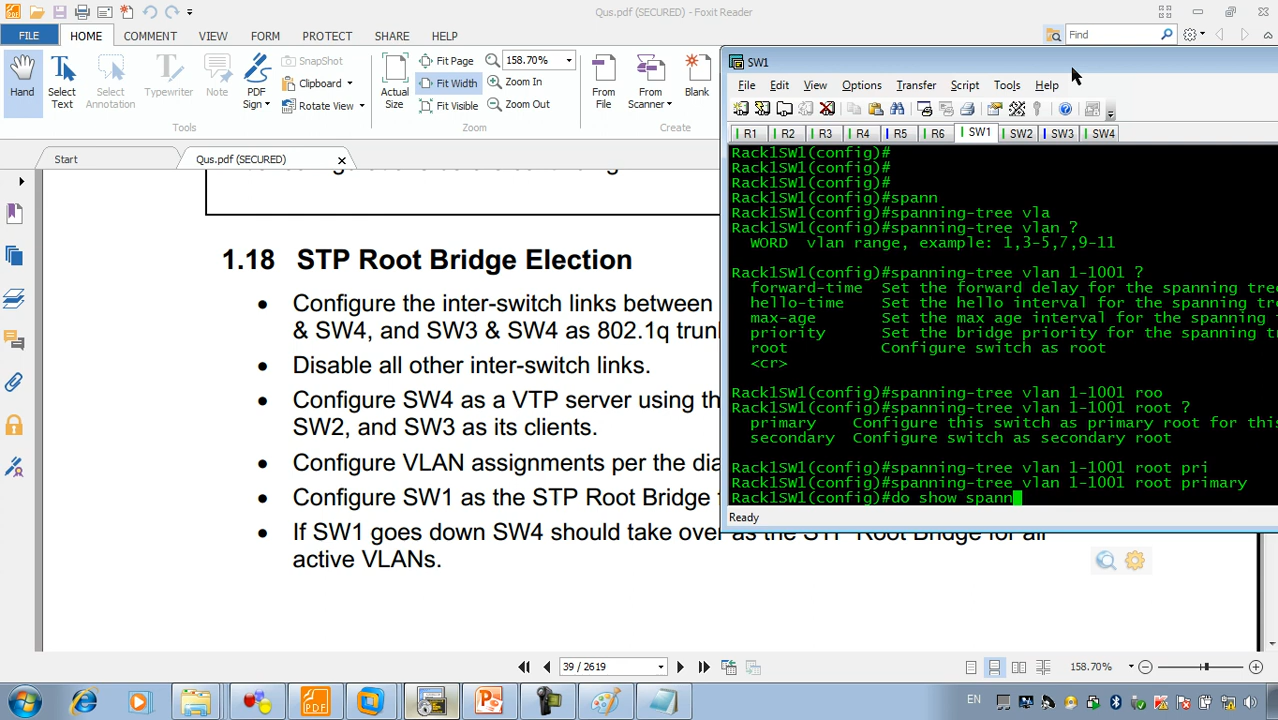 Qus.pdf (SECURED) - Foxit Reader
FILE HOME COMMENT VIEW FORM PROTECT SHARE HELP
Find
Hand
Select Text
Select Annotation
Typewriter
Note
PDF Sign
SnapShot
Clipboard
Rotate View
Tools
Actual Size
Fit Page
Fit Width
Fit Visible
158.70%
Zoom In
Zoom Out
Zoom
From File
From Scanner
Blank
Create
Start
Qus.pdf (SECURED)
1.18 STP Root Bridge Election
• Configure the inter-switch links between
& SW4, and SW3 & SW4 as 802.1q trun
• Disable all other inter-switch links.
• Configure SW4 as a VTP server using th
SW2, and SW3 as its clients.
• Configure VLAN assignments per the dia
• Configure SW1 as the STP Root Bridge
• If SW1 goes down SW4 should take over as the STP Root Bridge for all
active VLANs.
SW1
File Edit View Options Transfer Script Tools Help
R1 R2 R3 R4 R5 R6 SW1 SW2 SW3 SW4
Rack1SW1(config)#
Rack1SW1(config)#
Rack1SW1(config)#
Rack1SW1(config)#spann
Rack1SW1(config)#spanning-tree vla
Rack1SW1(config)#spanning-tree vlan ?
WORD vlan range, example: 1,3-5,7,9-11
Rack1SW1(config)#spanning-tree vlan 1-1001 ?
forward-time Set the forward delay for the spanning tree
hello-time Set the hello interval for the spanning t
max-age Set the max age interval for the spanning
priority Set the bridge priority for the spanning t
root Configure switch as root
<cr>
Rack1SW1(config)#spanning-tree vlan 1-1001 roo
Rack1SW1(config)#spanning-tree vlan 1-1001 root ?
primary Configure this switch as primary root for this
secondary Configure switch as secondary root
Rack1SW1(config)#spanning-tree vlan 1-1001 root pri
Rack1SW1(config)#spanning-tree vlan 1-1001 root primary
Rack1SW1(config)#do show spann
Ready
39 / 2619
158.70%
EN